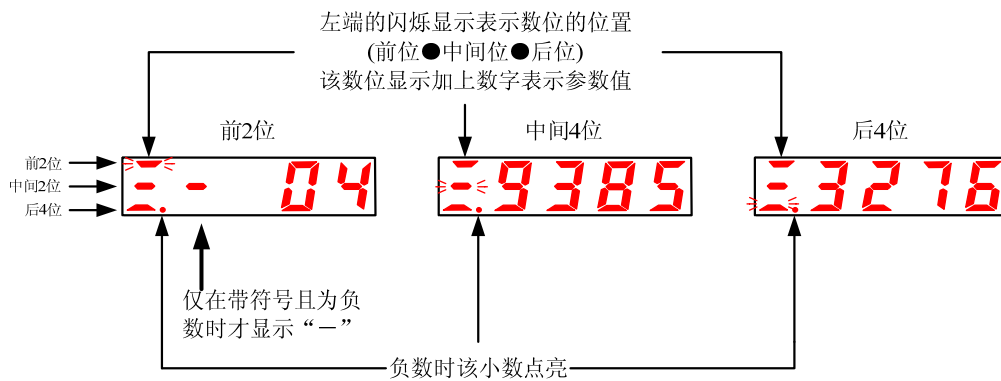 左端的闪烁显示表示数位的位置
(前位●中间位●后位)
该数位显示加上数字表示参数值
前2位
中间4位
后4位
前2位
中间2位
后4位
- 04
9385
3276
仅在带符号且为负
数时才显示“－”
负数时该小数点亮